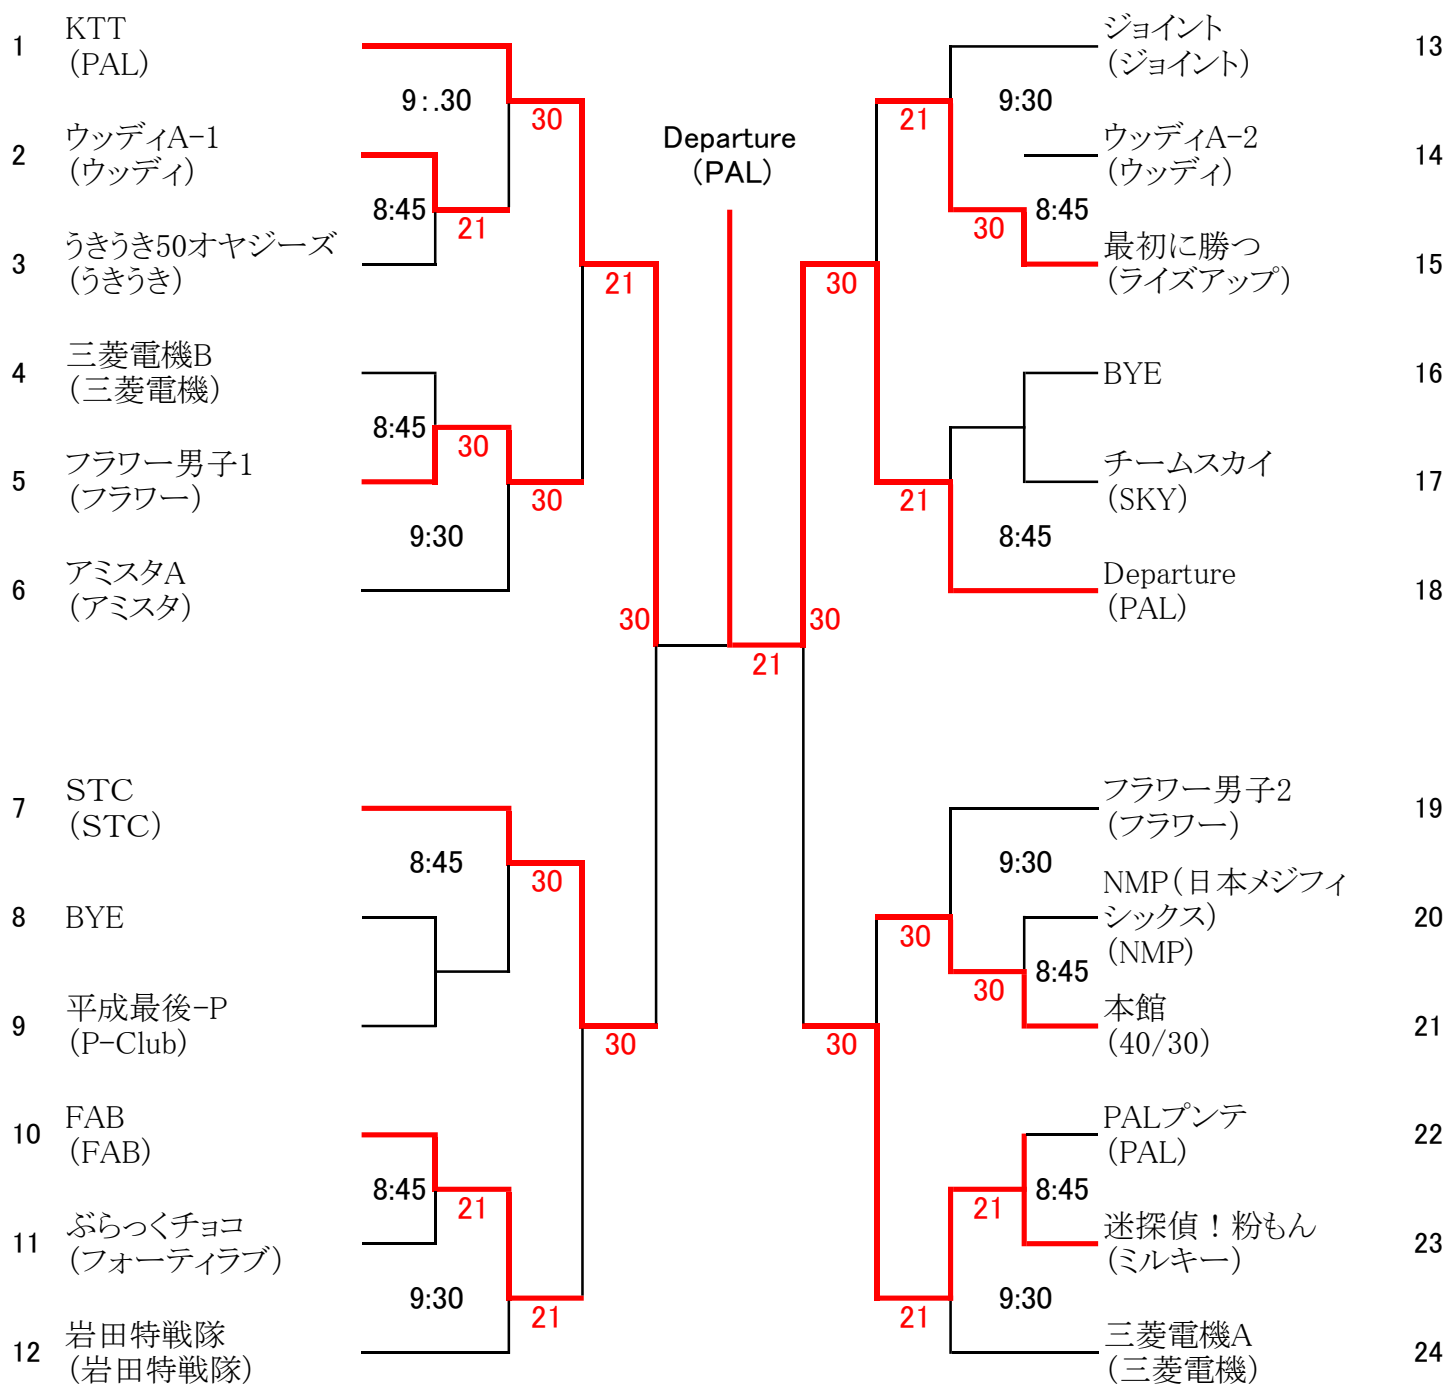 1
KTT
(PAL)
2
ウッディA-1
(ウッディ)
3
うきうき50オヤジーズ
(うきうき)
4
三菱電機B
(三菱電機)
5
フラワー男子1
(フラワー)
6
アミスタA
(アミスタ)
7
STC
(STC)
8
BYE
9
平成最後-P
(P-Club)
10
FAB
(FAB)
11
ぶらっくチョコ
(フォーティラブ)
12
岩田特戦隊
(岩田特戦隊)
9:.30
8:45
8:45
9:30
8:45
8:45
9:30
30
21
21
30
30
30
30
30
21
21
Departure
(PAL)
21
30
21
30
30
21
30
30
30
21
21
9:30
8:45
8:45
9:30
8:45
8:45
9:30
ジョイント
(ジョイント)
13
ウッディA-2
(ウッディ)
14
最初に勝つ
(ライズアップ)
15
BYE
16
チームスカイ
(SKY)
17
Departure
(PAL)
18
フラワー男子2
(フラワー)
19
NMP(日本メジフィ
シックス)
(NMP)
20
本館
(40/30)
21
PALプンテ
(PAL)
22
迷探偵！粉もん
(ミルキー)
23
三菱電機A
(三菱電機)
24